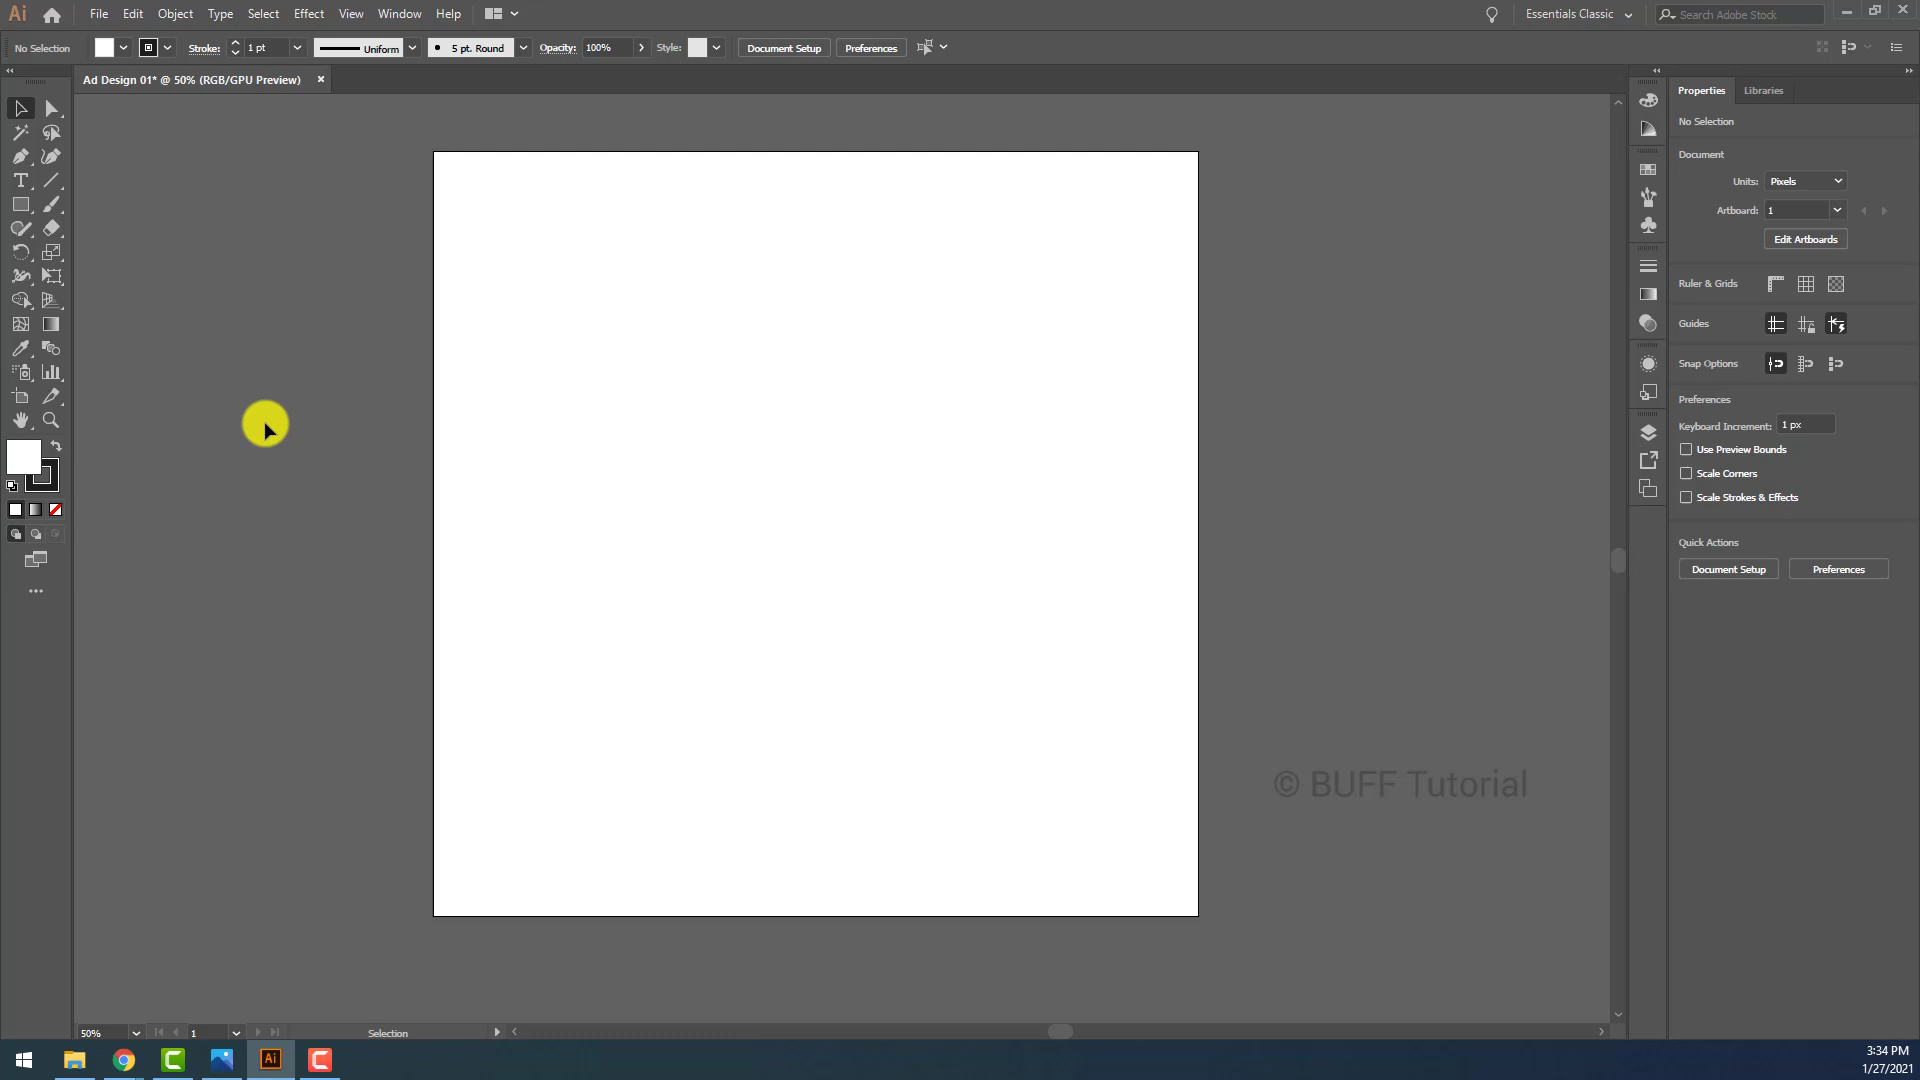 Ai File Edit Object Type Select Effect View Window Help Essentials Classic Search Adobe Stock
No Selection Stroke: 1 pt Uniform 5 pt. Round Opacity: 100% Style: Document Setup Preferences
Ad Design 01* @ 50% (RGB/GPU Preview) ×
Properties Libraries
No Selection
Document
Units: Pixels
Artboard: 1
Edit Artboards
Ruler & Grids
Guides
Snap Options
Preferences
Keyboard Increment: 1 px
Use Preview Bounds
Scale Corners
Scale Strokes & Effects
Quick Actions
Document Setup Preferences
© BUFF Tutorial
50% 1 Selection
Ai
3:34 PM
1/27/2021